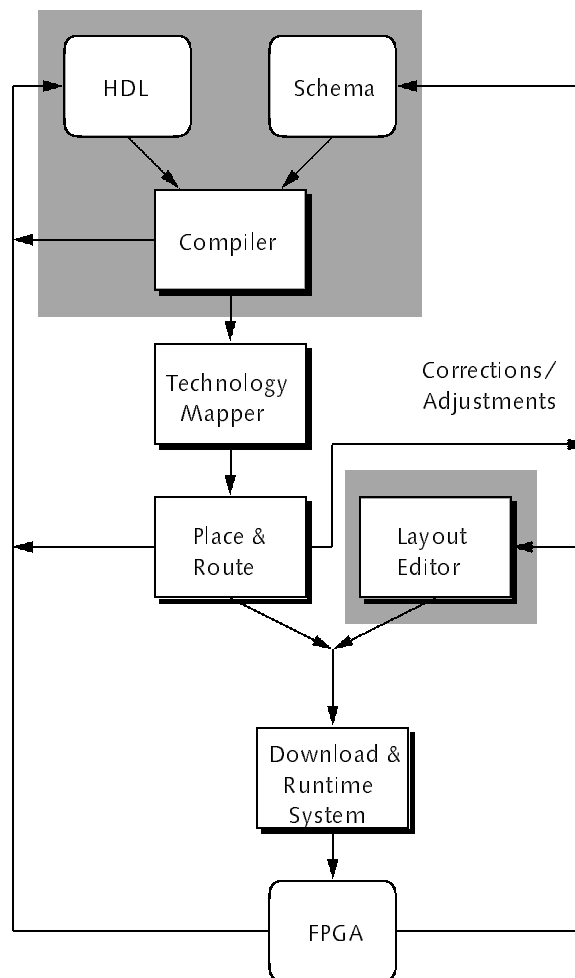 HDL
Schema
Compiler
Technology
Mapper
Corrections/
Adjustments
Place &
Route
Layout
Editor
Download &
Runtime
System
FPGA